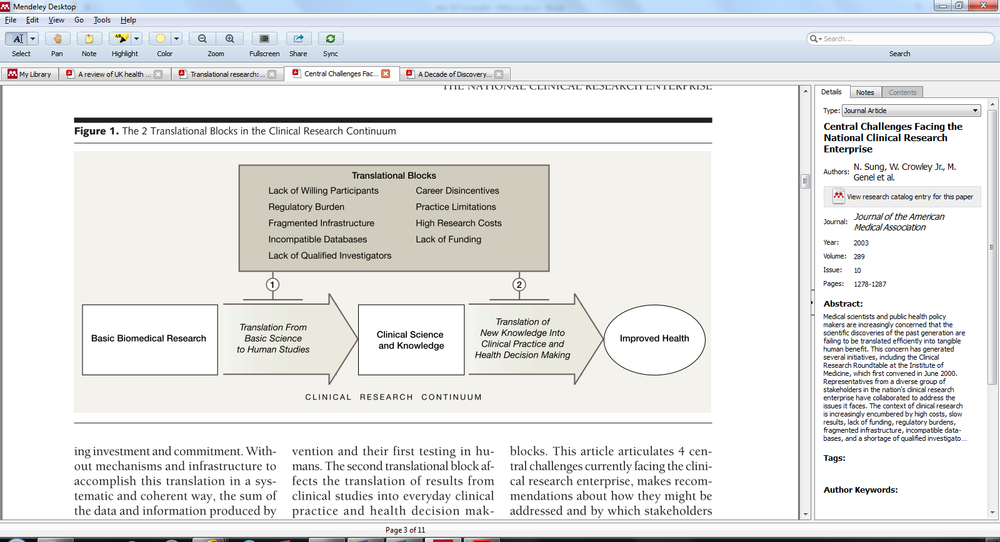 Mendeley Desktop
File Edit View Go Tools Help
Search...
Select Pan Note Highlight Color Zoom Fullscreen Share Sync Search
My Library A review of UK health ... Translational research:... Central Challenges Fac... A Decade of Discovery...
THE NATIONAL CLINICAL RESEARCH ENTERPRISE
Figure 1. The 2 Translational Blocks in the Clinical Research Continuum
Translational Blocks
Lack of Willing Participants
Regulatory Burden
Fragmented Infrastructure
Incompatible Databases
Lack of Qualified Investigators
Career Disincentives
Practice Limitations
High Research Costs
Lack of Funding
1
2
Basic Biomedical Research
Translation From
Basic Science
to Human Studies
Clinical Science
and Knowledge
Translation of
New Knowledge Into
Clinical Practice and
Health Decision Making
Improved Health
CLINICAL RESEARCH CONTINUUM
ing investment and commitment. With-
out mechanisms and infrastructure to
accomplish this translation in a sys-
tematic and coherent way, the sum of
the data and information produced by
vention and their first testing in hu-
mans. The second translational block af-
fects the translation of results from
clinical studies into everyday clinical
practice and health decision mak-
blocks. This article articulates 4 cen-
tral challenges currently facing the clini-
cal research enterprise, makes recom-
mendations about how they might be
addressed and by which stakeholders
Details Notes Contents
Type: Journal Article
Central Challenges Facing the
National Clinical Research
Enterprise
Authors: N. Sung, W. Crowley Jr., M.
Genel et al.
View research catalog entry for this paper
Journal: Journal of the American
Medical Association
Year: 2003
Volume: 289
Issue: 10
Pages: 1278-1287
Abstract:
Medical scientists and public health policy
makers are increasingly concerned that the
scientific discoveries of the past generation are
failing to be translated efficiently into tangible
human benefit. This concern has generated
several initiatives, including the Clinical
Research Roundtable at the Institute of
Medicine, which first convened in June 2000.
Representatives from a diverse group of
stakeholders in the nation's clinical research
enterprise have collaborated to address the
issues it faces. The context of clinical research
is increasingly encumbered by high costs, slow
results, lack of funding, regulatory burdens,
fragmented infrastructure, incompatible data-
bases, and a shortage of qualified investigato...
Tags:
Author Keywords:
Page 3 of 11